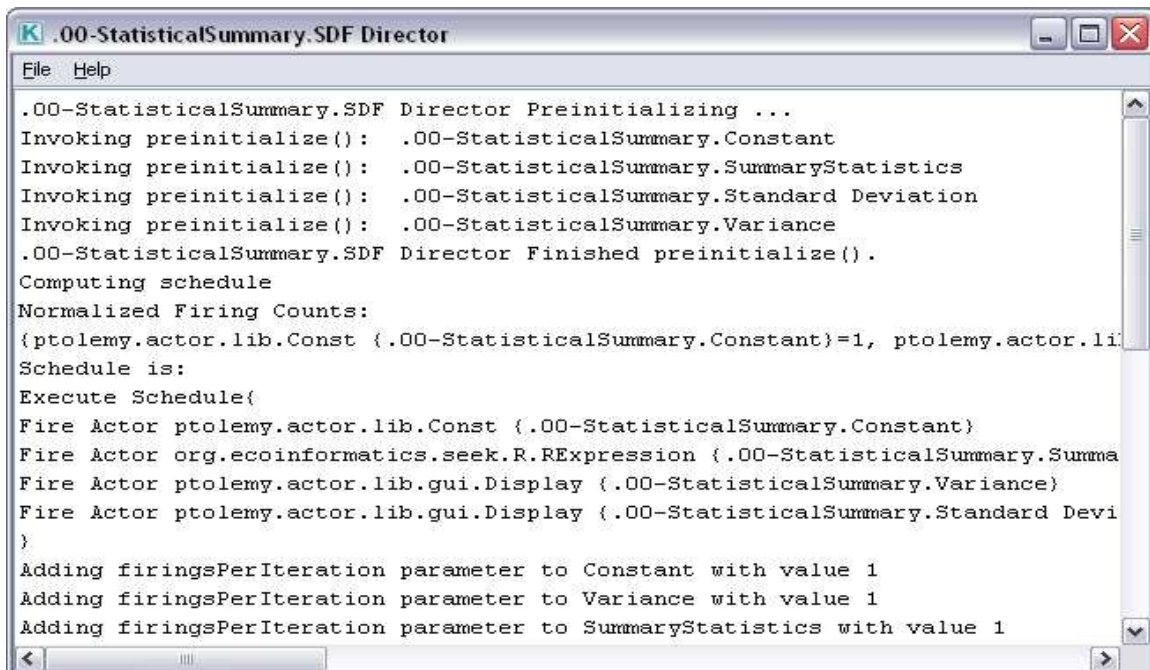 K .00-StatisticalSummary.SDF Director
File Help
.00-StatisticalSummary.SDF Director Preinitializing ...
Invoking preinitialize():  .00-StatisticalSummary.Constant
Invoking preinitialize():  .00-StatisticalSummary.SummaryStatistics
Invoking preinitialize():  .00-StatisticalSummary.Standard Deviation
Invoking preinitialize():  .00-StatisticalSummary.Variance
.00-StatisticalSummary.SDF Director Finished preinitialize().
Computing schedule
Normalized Firing Counts:
{ptolemy.actor.lib.Const {.00-StatisticalSummary.Constant}=1, ptolemy.actor.li
Schedule is:
Execute Schedule{
Fire Actor ptolemy.actor.lib.Const {.00-StatisticalSummary.Constant}
Fire Actor org.ecoinformatics.seek.R.RExpression {.00-StatisticalSummary.Summa
Fire Actor ptolemy.actor.lib.gui.Display {.00-StatisticalSummary.Variance}
Fire Actor ptolemy.actor.lib.gui.Display {.00-StatisticalSummary.Standard Devi
}
Adding firingsPerIteration parameter to Constant with value 1
Adding firingsPerIteration parameter to Variance with value 1
Adding firingsPerIteration parameter to SummaryStatistics with value 1